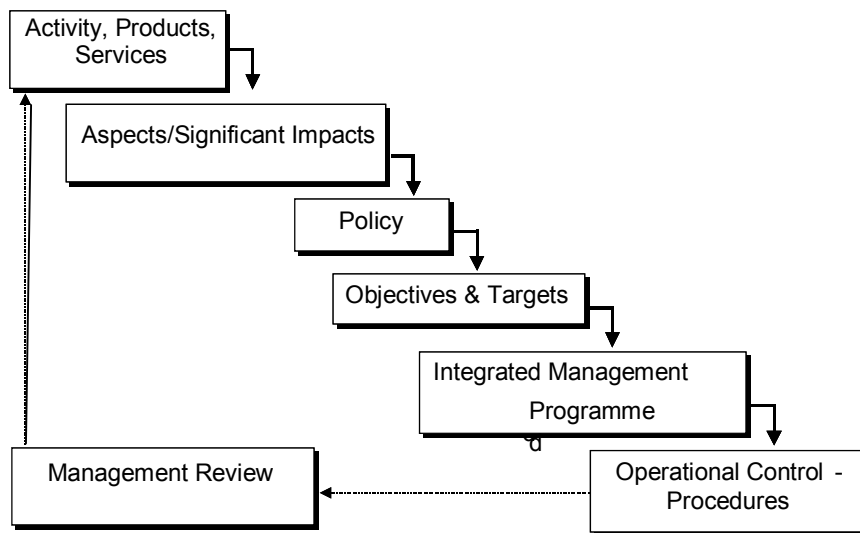 Activity, Products,
Services
Aspects/Significant Impacts
Policy
Objectives & Targets
Integrated Management
Programme
d
Management Review
Operational Control -
Procedures